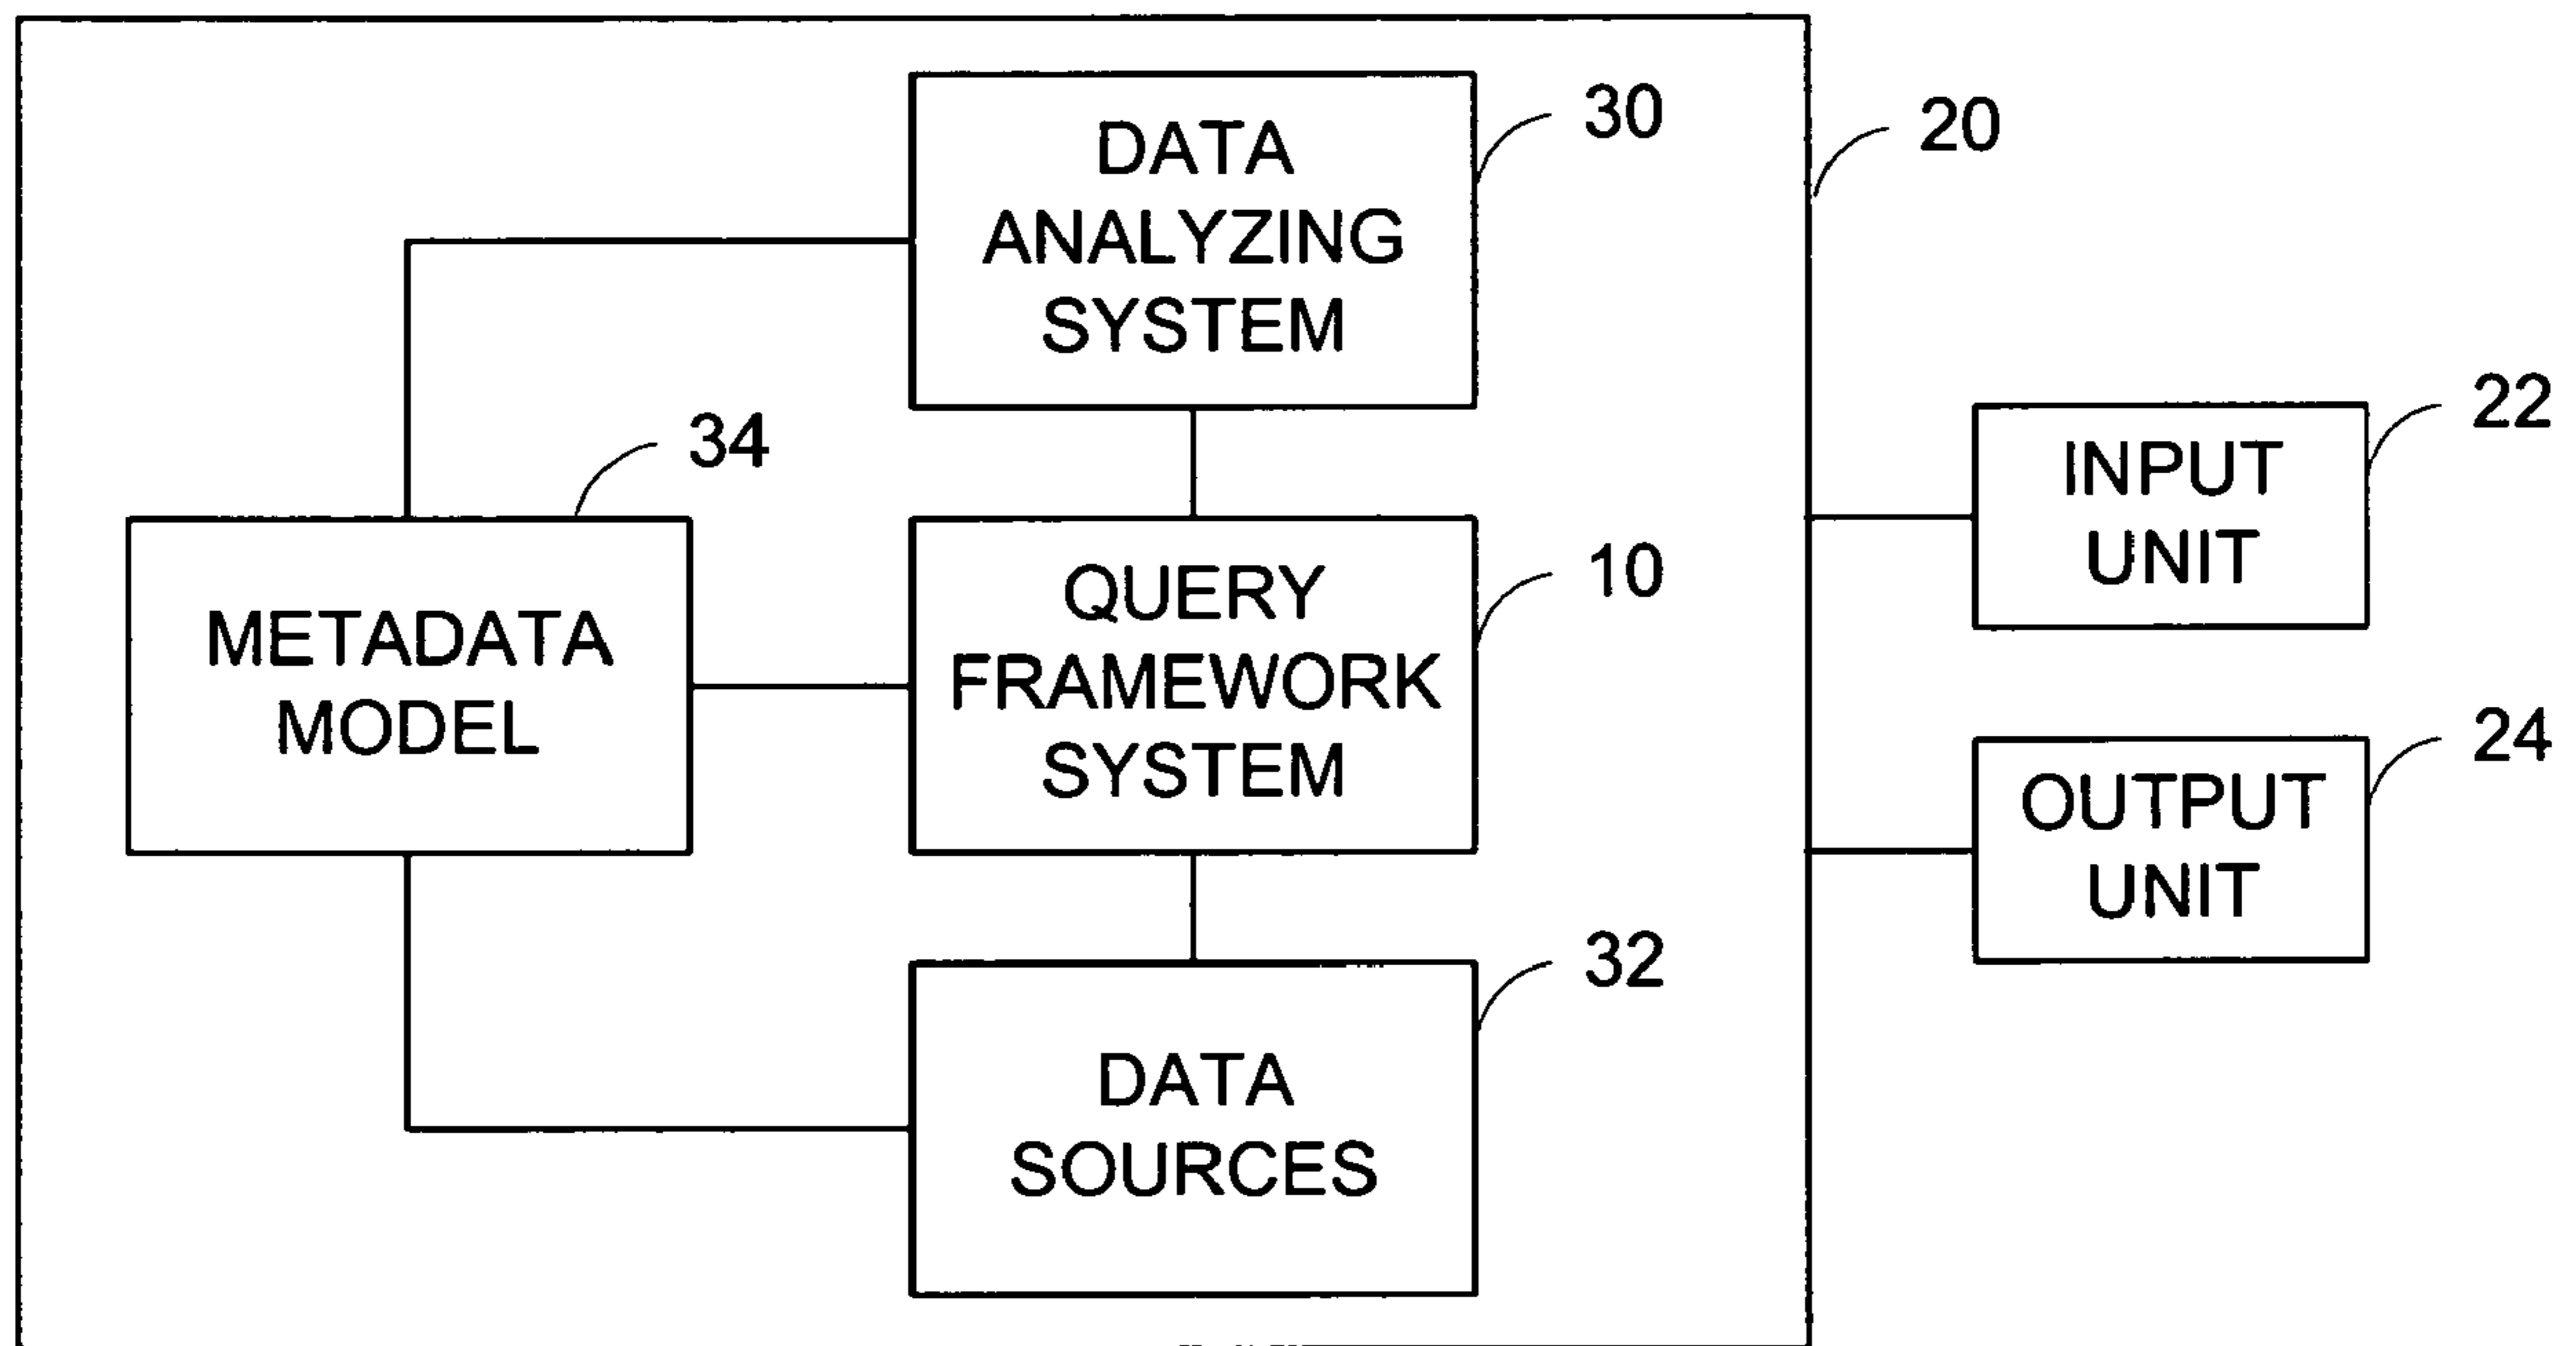 DATA
ANALYZING
SYSTEM
30
20
34
METADATA
MODEL
QUERY
FRAMEWORK
SYSTEM
10
INPUT
UNIT
22
OUTPUT
UNIT
24
DATA
SOURCES
32